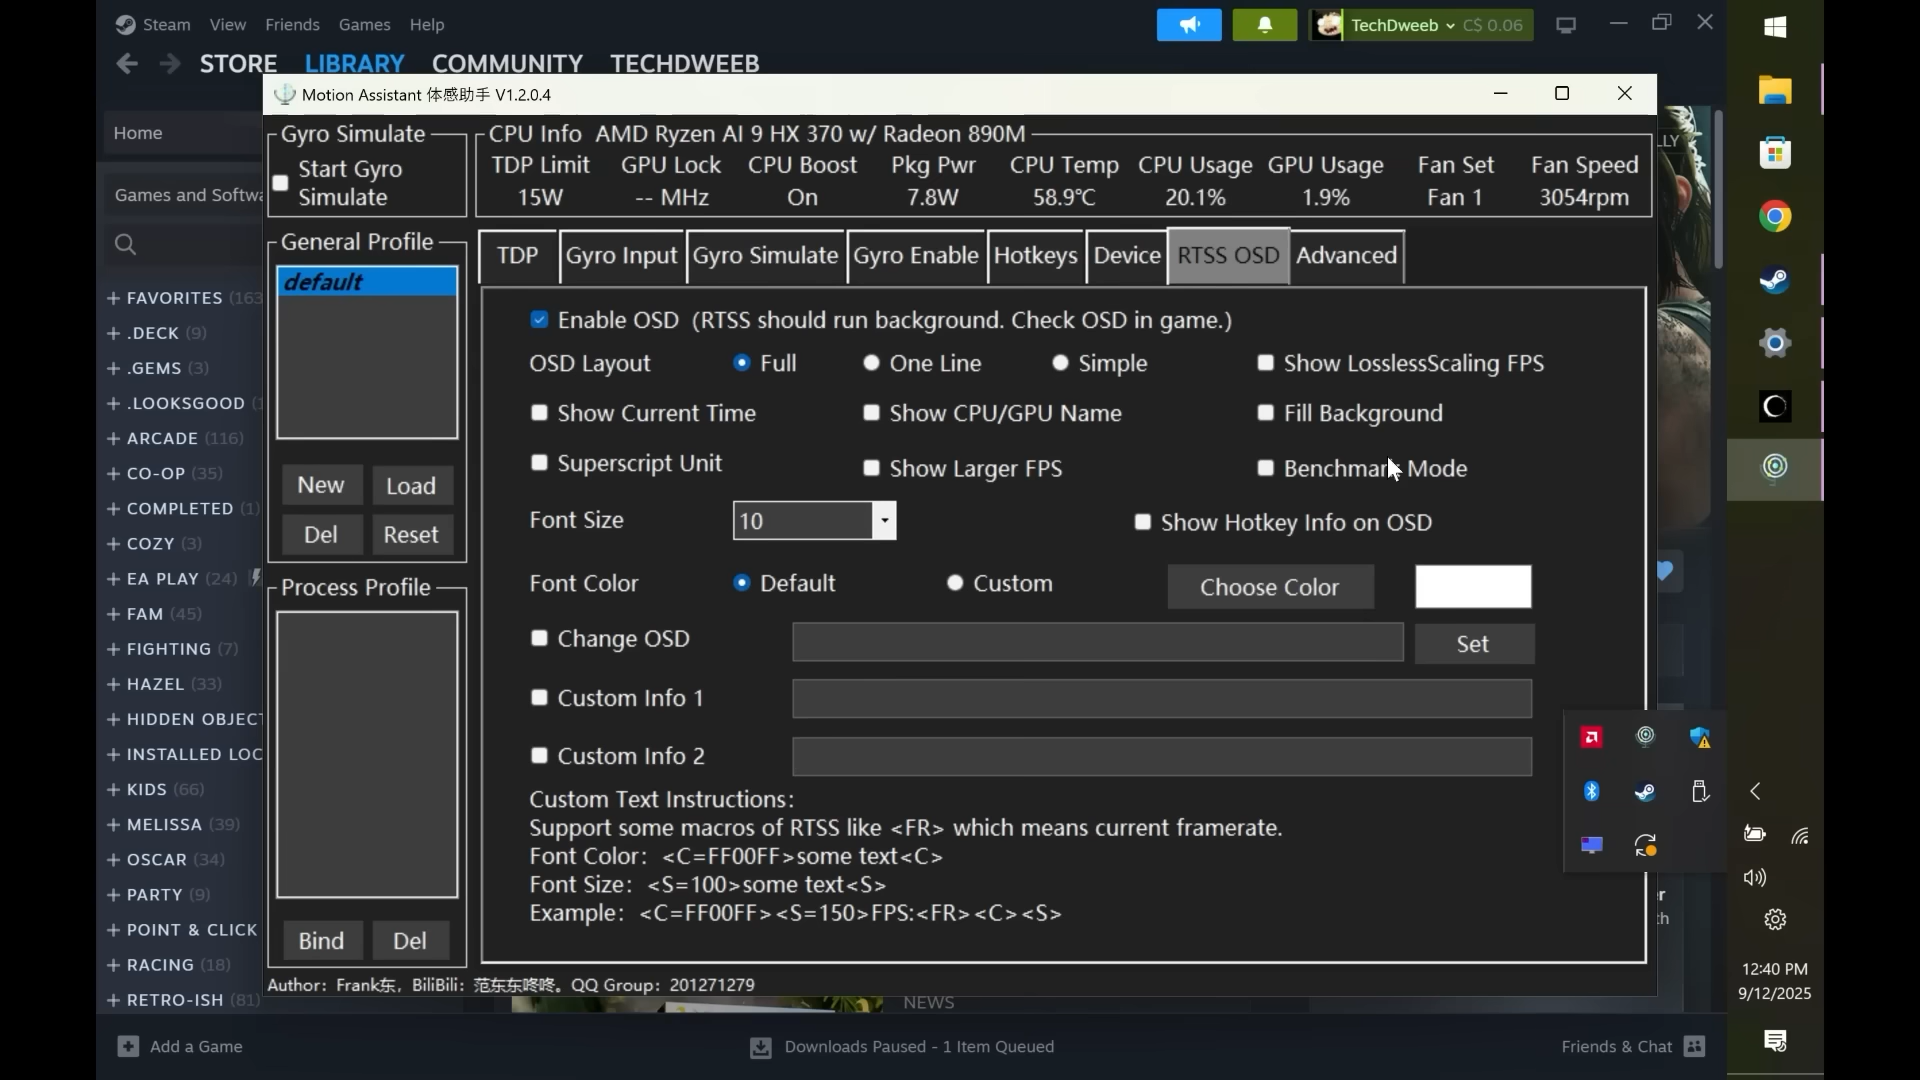 Steam View Friends Games Help
TechDweeb C$ 0.06
STORE LIBRARY COMMUNITY TECHDWEEB
Motion Assistant 体感助手 V1.2.0.4
Home
Games and Softwa
+ FAVORITES (163
+ .DECK (9)
+ .GEMS (3)
+ .LOOKSGOOD (1
+ ARCADE (116)
+ CO-OP (35)
+ COMPLETED (1)
+ COZY (3)
+ EA PLAY (24)
+ FAM (45)
+ FIGHTING (7)
+ HAZEL (33)
+ HIDDEN OBJECT
+ INSTALLED LOC
+ KIDS (66)
+ MELISSA (39)
+ OSCAR (34)
+ PARTY (9)
+ POINT & CLICK
+ RACING (18)
+ RETRO-ISH (81)
Gyro Simulate
Start Gyro
Simulate
CPU Info AMD Ryzen AI 9 HX 370 w/ Radeon 890M
TDP Limit GPU Lock CPU Boost Pkg Pwr CPU Temp CPU Usage GPU Usage Fan Set Fan Speed
15W -- MHz On 7.8W 58.9℃ 20.1% 1.9% Fan 1 3054rpm
General Profile
default
New Load
Del Reset
Process Profile
Bind Del
TDP Gyro Input Gyro Simulate Gyro Enable Hotkeys Device RTSS OSD Advanced
Enable OSD (RTSS should run background. Check OSD in game.)
OSD Layout Full One Line Simple Show LosslessScaling FPS
Show Current Time Show CPU/GPU Name Fill Background
Superscript Unit Show Larger FPS Benchmark Mode
Font Size 10 Show Hotkey Info on OSD
Font Color Default Custom Choose Color
Change OSD Set
Custom Info 1
Custom Info 2
Custom Text Instructions:
Support some macros of RTSS like <FR> which means current framerate.
Font Color: <C=FF00FF>some text<C>
Font Size: <S=100>some text<S>
Example: <C=FF00FF><S=150>FPS:<FR><C><S>
Author: Frank东, BiliBili: 范东东咚咚。QQ Group: 201271279
LLY
er
th
NEWS
Add a Game
Downloads Paused - 1 Item Queued
Friends & Chat
12:40 PM
9/12/2025